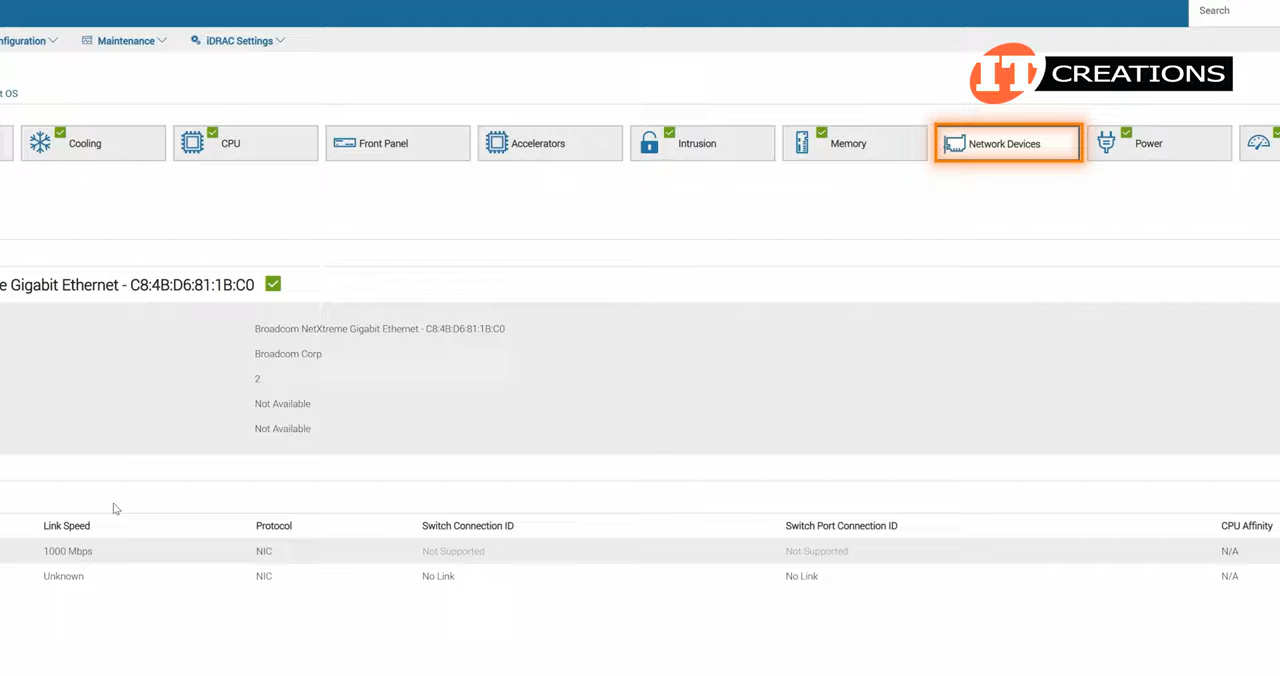 Search
nfiguration
Maintenance
iDRAC Settings
IT CREATIONS
t OS
Cooling
CPU
Front Panel
Accelerators
Intrusion
Memory
Network Devices
Power
e Gigabit Ethernet - C8:4B:D6:81:1B:C0
Broadcom NetXtreme Gigabit Ethernet - C8:4B:D6:81:1B:C0
Broadcom Corp
2
Not Available
Not Available
Link Speed Protocol Switch Connection ID Switch Port Connection ID CPU Affinity
1000 Mbps NIC Not Supported Not Supported N/A
Unknown NIC No Link No Link N/A